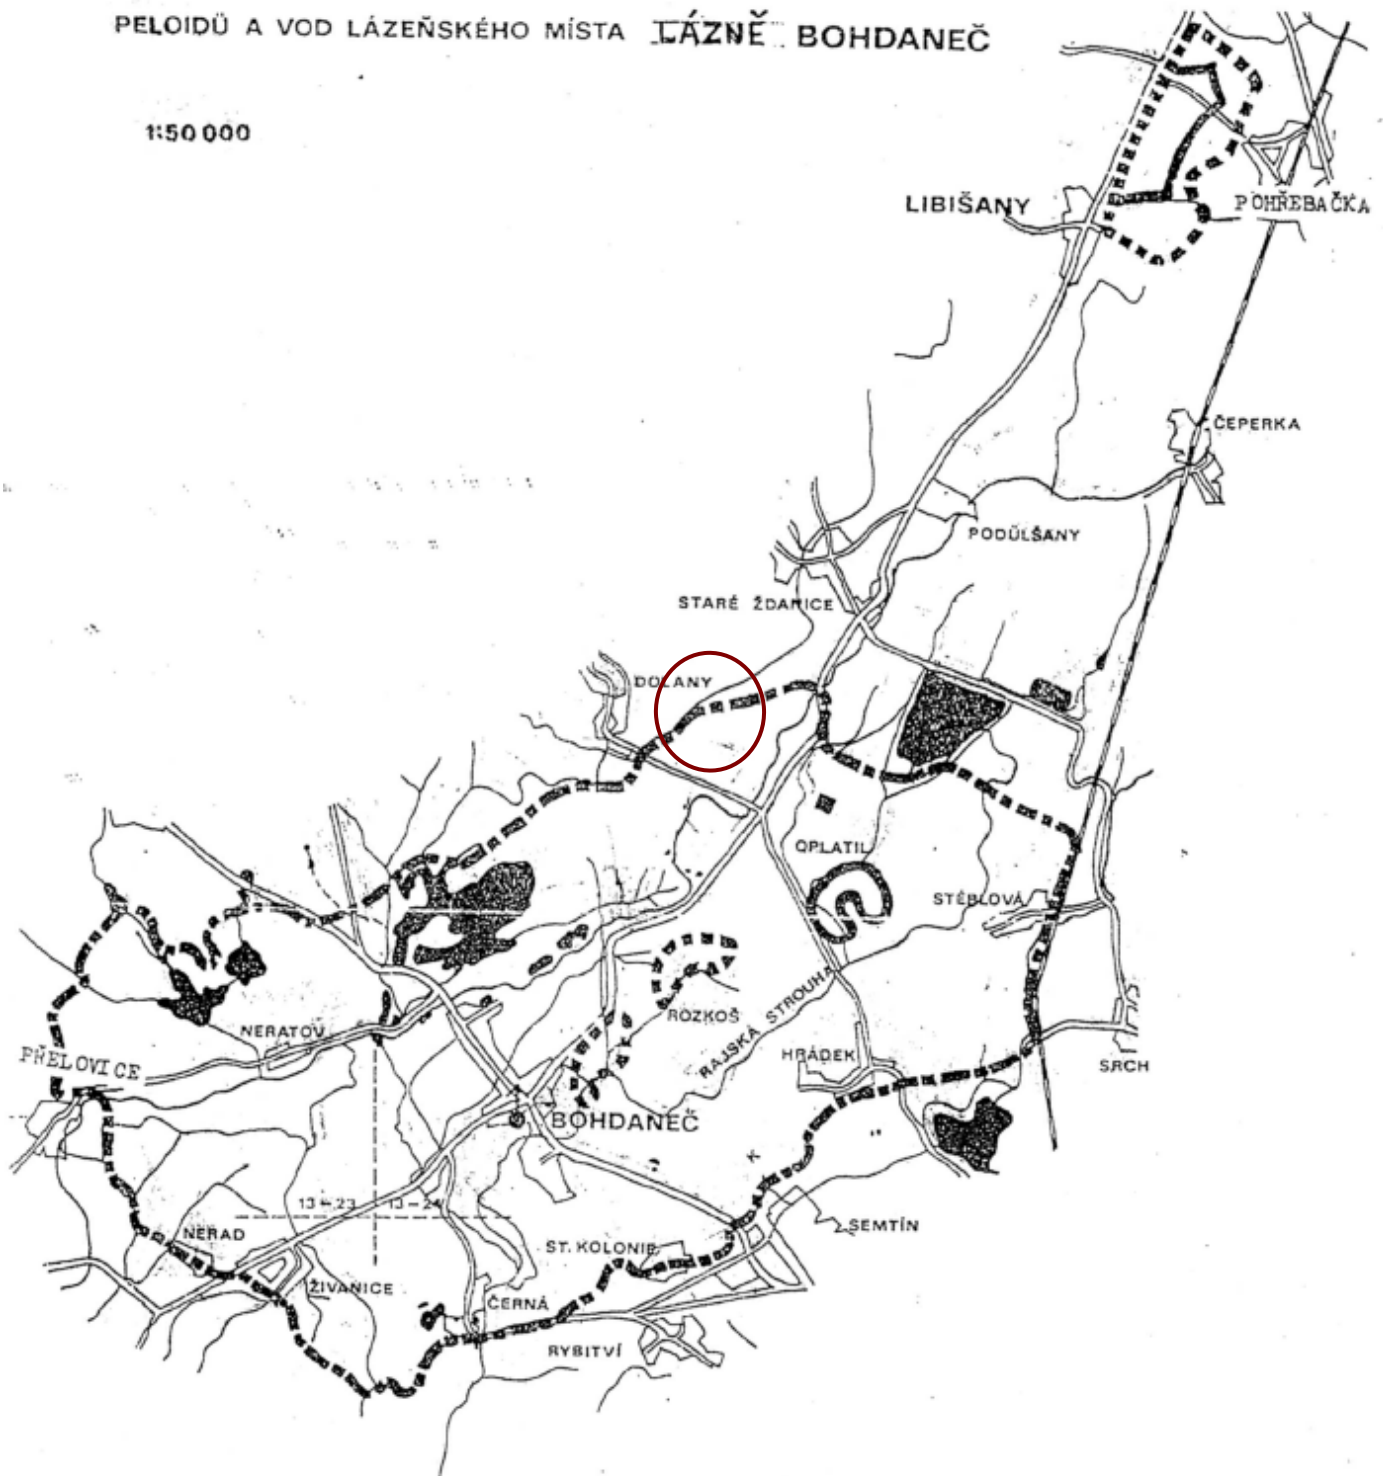 PELOIDŮ A VOD LÁZEŇSKÉHO MÍSTA LÁZNĚ BOHDANEČ
1:50 000
LIBIŠANY
POHŘEBAČKA
ČEPERKA
PODŮLŠANY
STARÉ ŽDANICE
DOLANY
OPLATIL
STÉBLOVÁ
ROZKOŠ
RAJSKÁ STROUHA
NERATOV
HRÁDEK
PŘELOVICE
SRCH
BOHDANEČ
K
13-23 13-24
SEMTÍN
NERAD
ST. KOLONIE
ŽIVANICE
ČERNÁ
RYBITVÍ